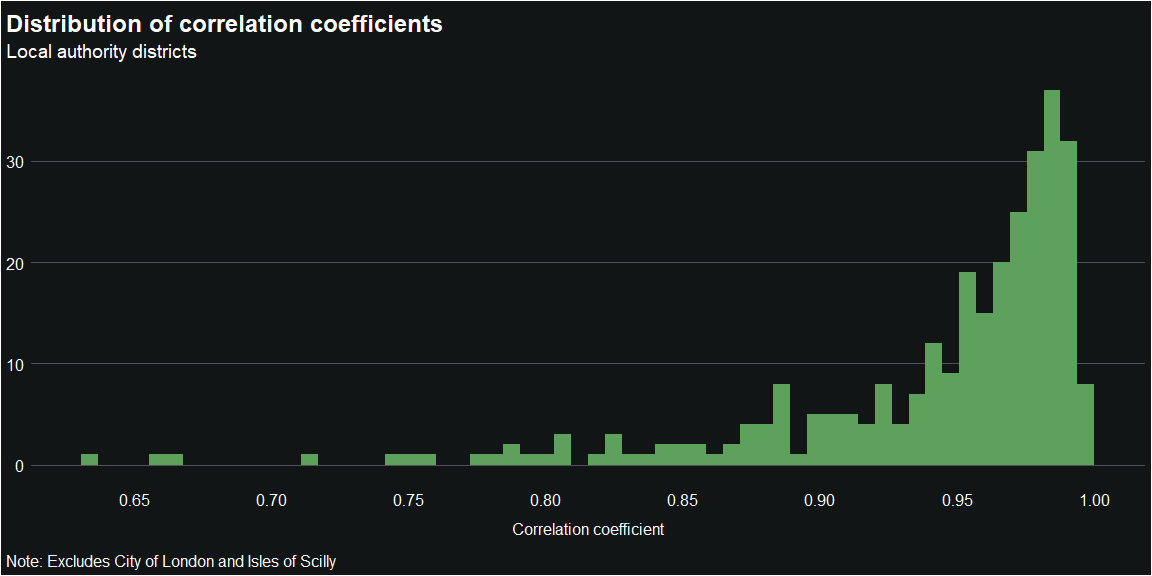 Distribution of correlation coefficients
Local authority districts
30
20
10
0
0.65 0.70 0.75 0.80 0.85 0.90 0.95 1.00
Correlation coefficient
Note: Excludes City of London and Isles of Scilly